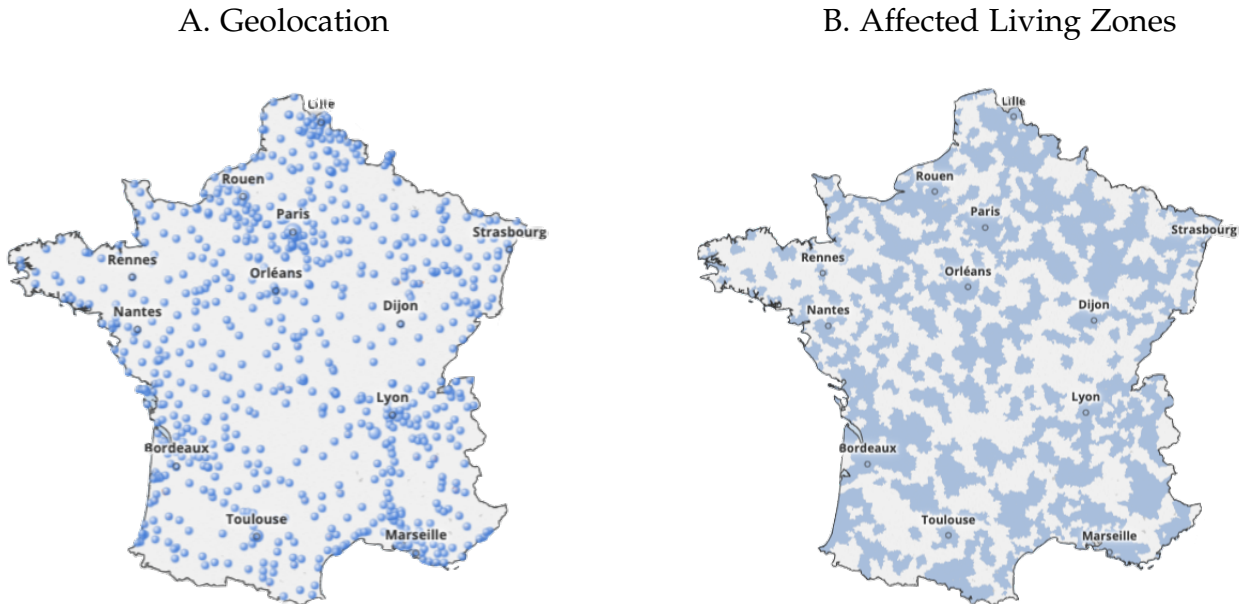 A. Geolocation
B. Affected Living Zones
Lille
Rouen
Paris
Strasbourg
Rennes
Orléans
Nantes
Dijon
Lyon
Bordeaux
Toulouse
Marseille
Lille
Rouen
Paris
Strasbourg
Rennes
Orléans
Nantes
Dijon
Lyon
Bordeaux
Toulouse
Marseille